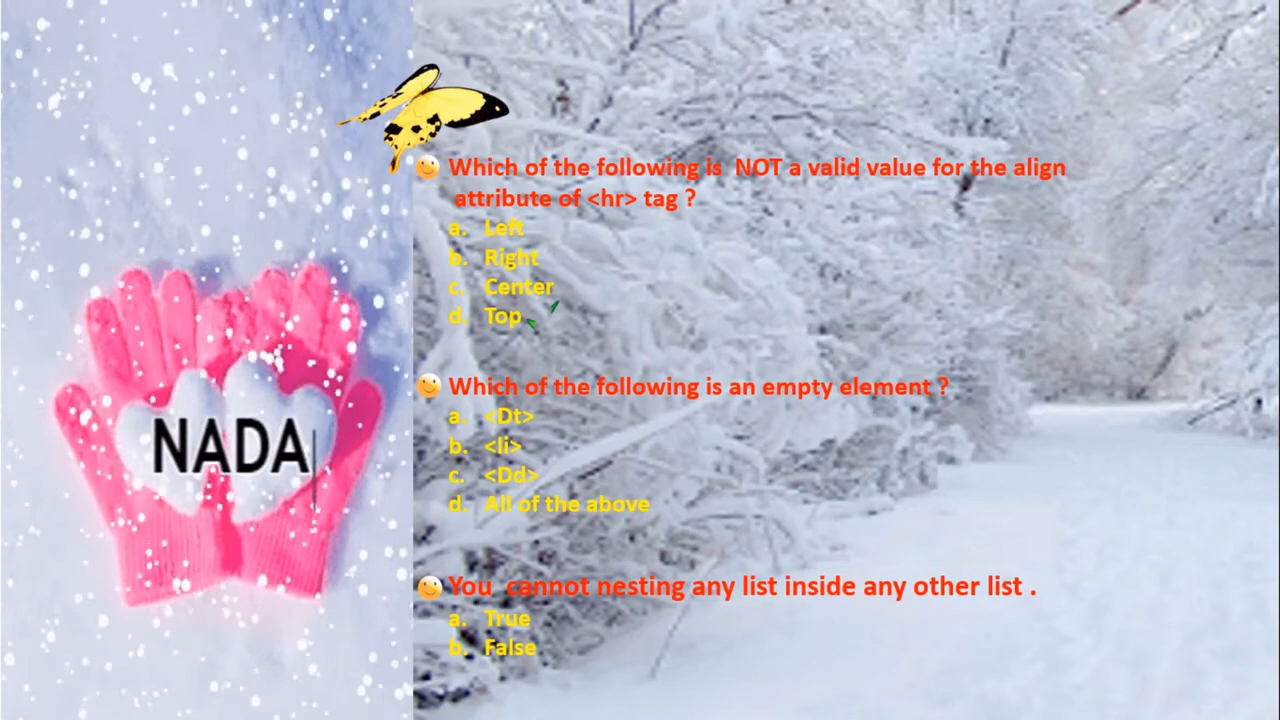 NADA
Which of the following is NOT a valid value for the align
attribute of <hr> tag ?
a. Left
b. Right
c. Center
d. Top
Which of the following is an empty element ?
a. <Dt>
b. <li>
c. <Dd>
d. All of the above
You cannot nesting any list inside any other list .
a. True
b. False